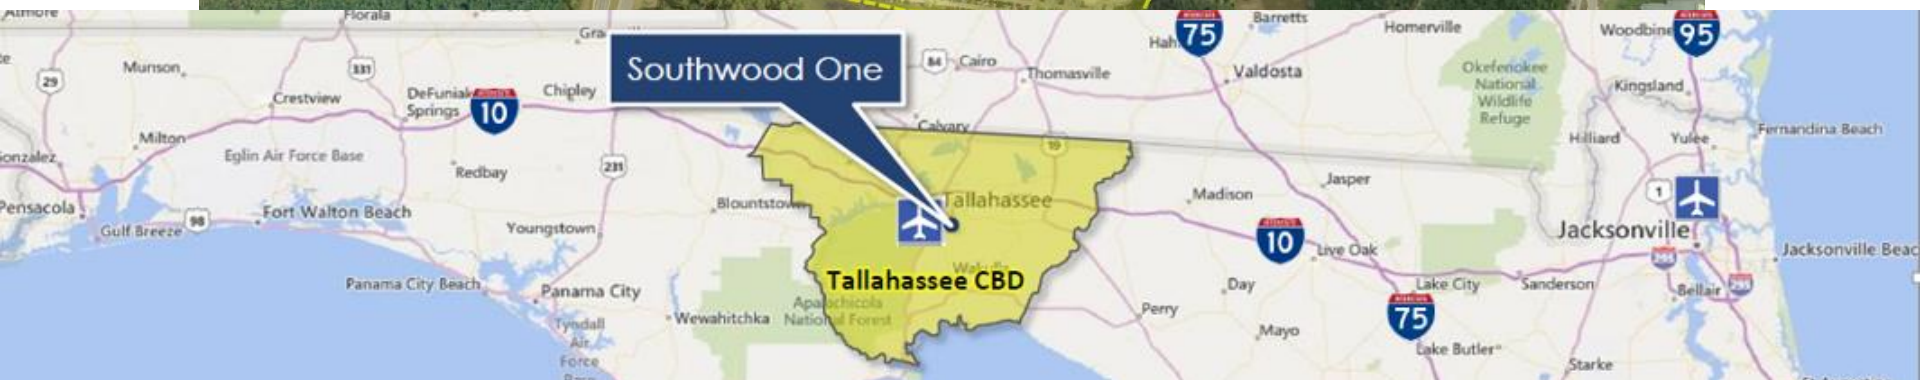 Florala
Barretts
Homerville
Woodbine
75
95
Munson
29
331
Southwood One
84
Cairo
Thomasville
Valdosta
Okefenokee
National
Wildlife
Refuge
Kingsland
Crestview
DeFuniak
Springs
10
Chipley
Calvary
Milton
Hilliard
Yulee
Fernandina Beach
Eglin Air Force Base
Redbay
231
19
Jasper
Madison
1
Pensacola
98
Fort Walton Beach
Gulf Breeze
Youngstown
Blountstown
Tallahassee
10
Live Oak
Jacksonville
Jacksonville Beac
295
Panama City Beach
Panama City
Wakulla
Tallahassee CBD
Day
Lake City
Sanderson
Bellair
295
Wewahitchka
Apalachicola
National Forest
Perry
75
Tyndall
Air
Force
Mayo
Lake Butler
Starke